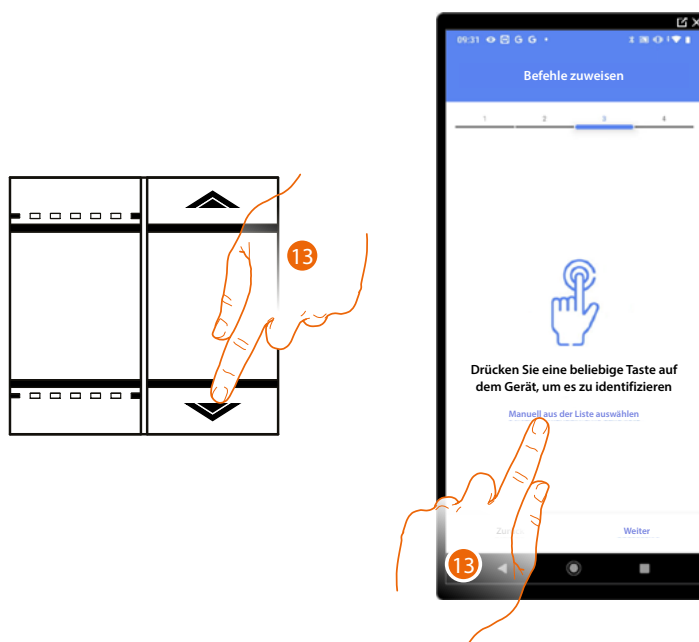 09:31
Befehle zuweisen
1 2 3 4
13
Drücken Sie eine beliebige Taste auf
dem Gerät, um es zu identifizieren
Manuell aus der Liste auswählen
Weiter
13